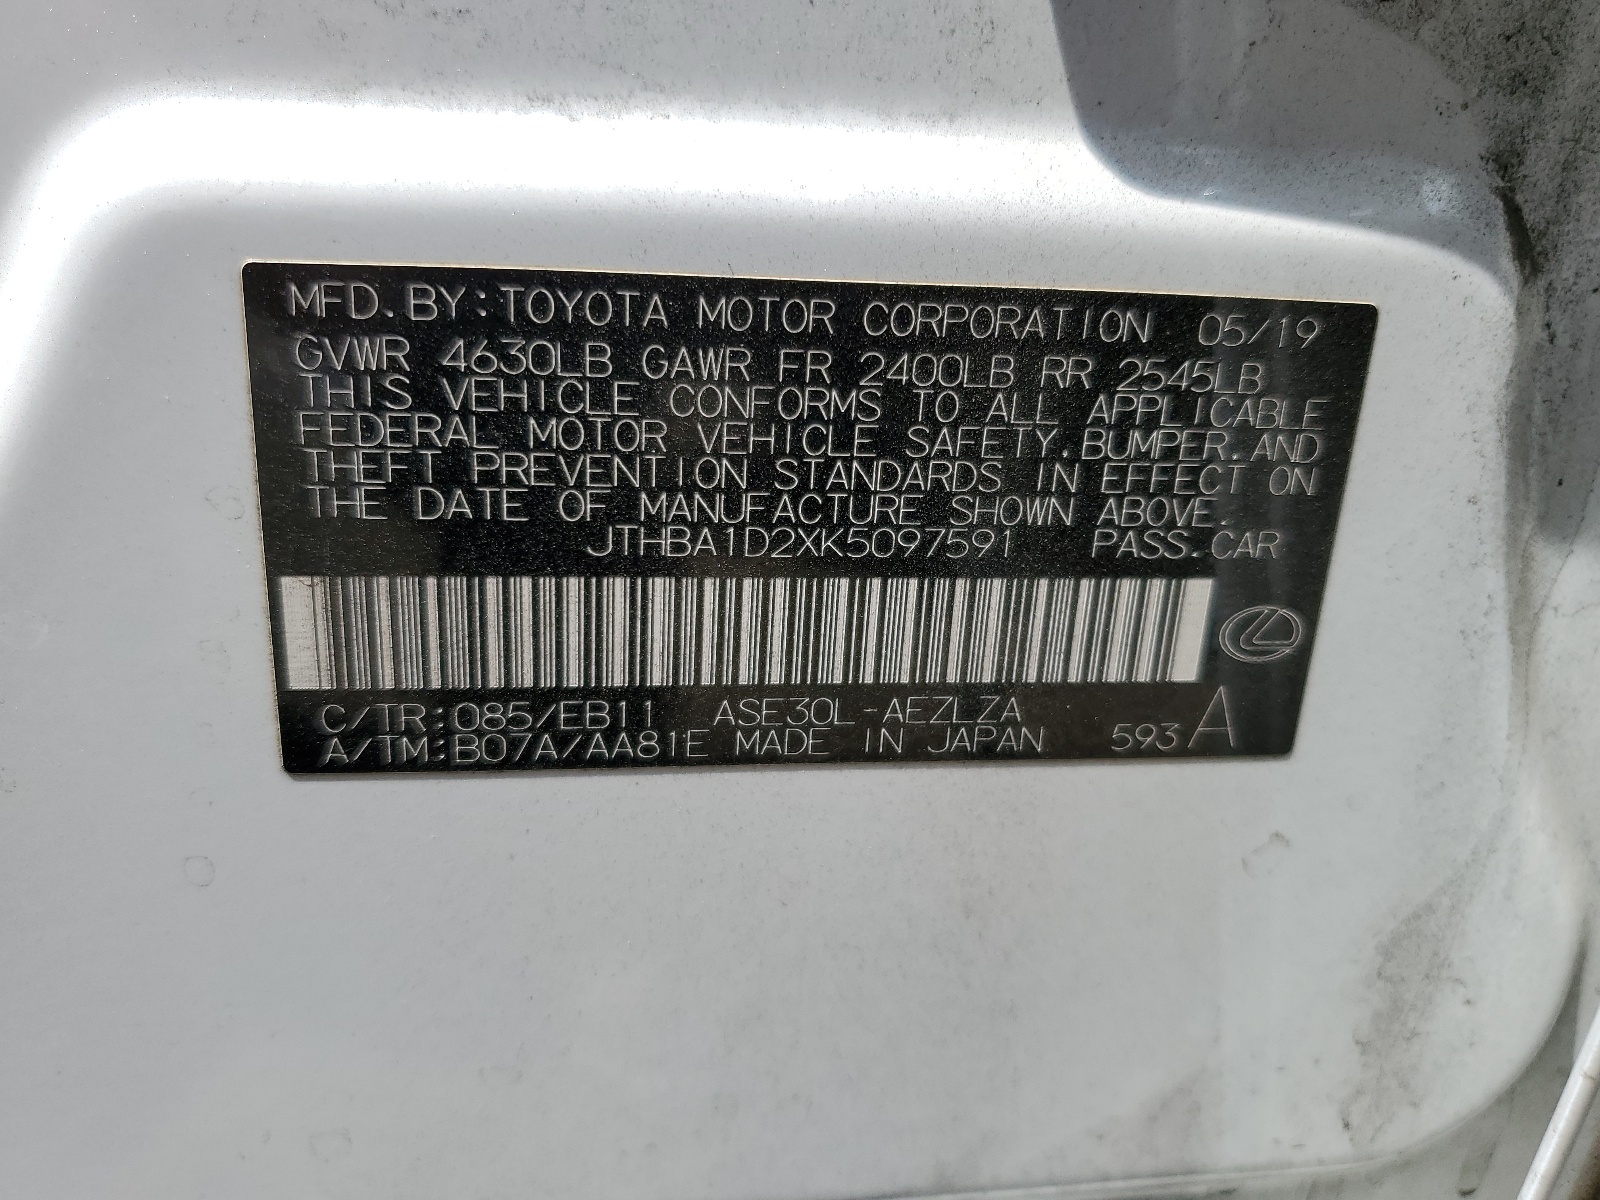 MFD. BY: TOYOTA MOTOR CORPORATION 05/19
GVWR 4630LB GAWR FR 2400LB RR 2545LB
THIS VEHICLE CONFORMS TO ALL APPLICABLE
FEDERAL MOTOR VEHICLE SAFETY. BUMPER. AND
THEFT PREVENTION STANDARDS IN EFFECT ON
THE DATE OF MANUFACTURE SHOWN ABOVE.
JTHBA1D2XK5097591 PASS. CAR
C/TR:085/EB11 ASE30L-AEZLZA
A/TM:B07A/AA81E MADE IN JAPAN 593 A